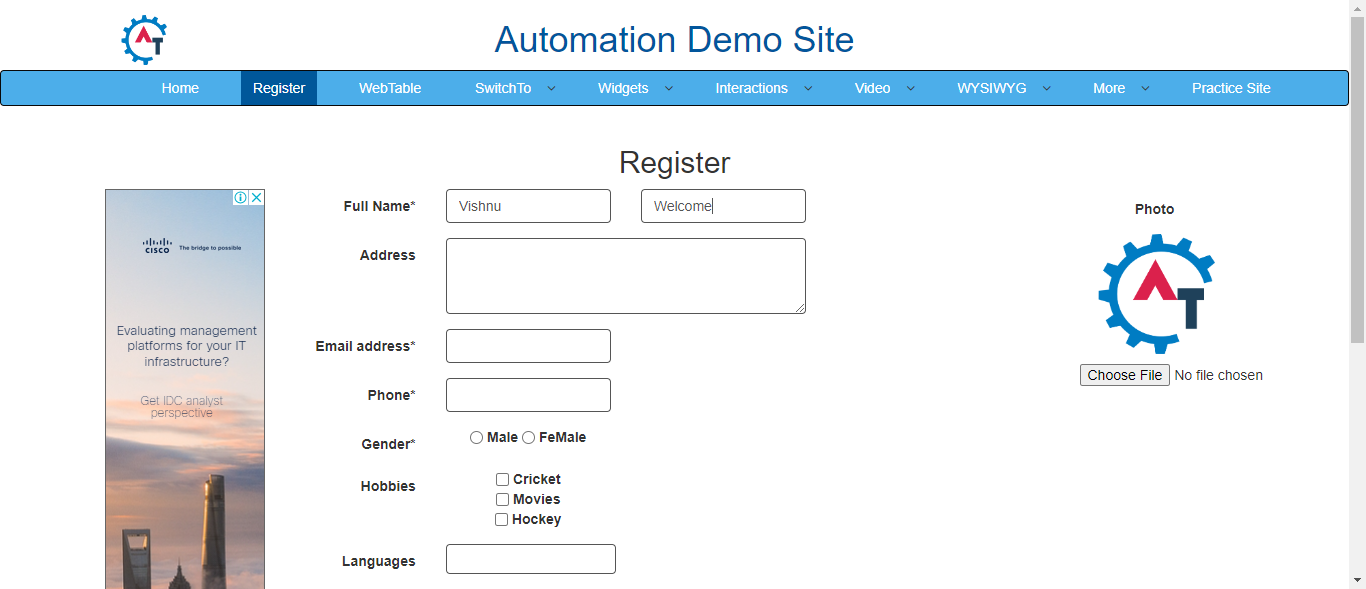 AT
Automation Demo Site
Home Register WebTable SwitchTo Widgets Interactions Video WYSIWYG More Practice Site
Register
Full Name* Vishnu Welcome
Photo
Address
AT
Email address*
Phone*
Choose File No file chosen
Gender* Male FeMale
Hobbies
Cricket
Movies
Hockey
Languages
CISCO The bridge to possible
Evaluating management
platforms for your IT
infrastructure?
Get IDC analyst
perspective